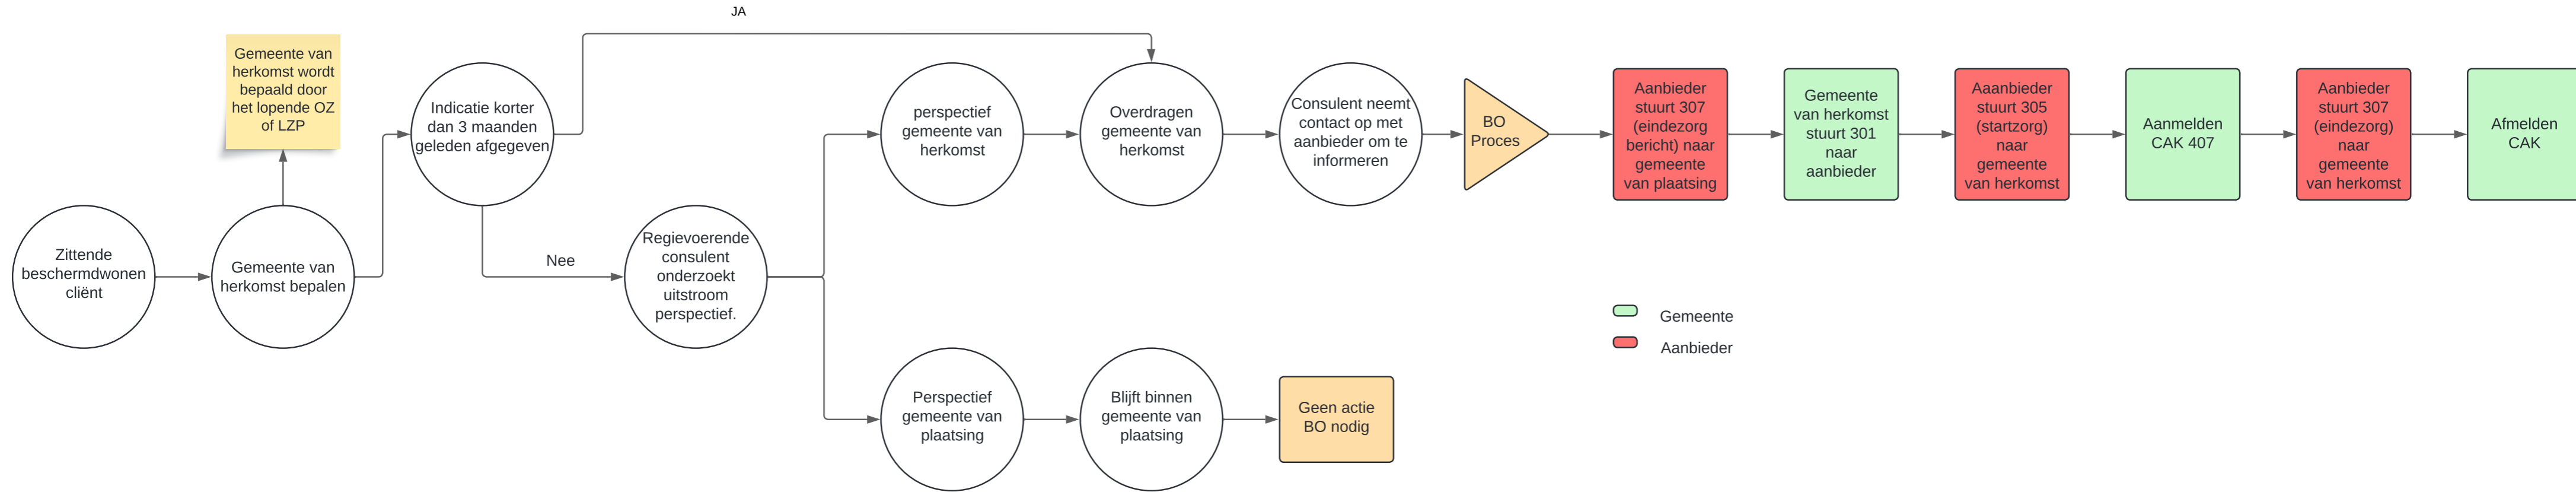 JA
Gemeente van
herkomst wordt
bepaald door
het lopende OZ
of LZP
Zittende
beschermdwonen
cliënt
Gemeente van
herkomst bepalen
Indicatie korter
dan 3 maanden
geleden afgegeven
Nee
Regievoerende
consulent
onderzoekt
uitstroom
perspectief.
perspectief
gemeente van
herkomst
Overdragen
gemeente van
herkomst
Consulent neemt
contact op met
aanbieder om te
informeren
BO
Proces
Aanbieder
stuurt 307
(eindezorg
bericht) naar
gemeente
van plaatsing
Gemeente
van herkomst
stuurt 301
naar
aanbieder
Aaanbieder
stuurt 305
(startzorg)
naar
gemeente
van herkomst
Aanmelden
CAK 407
Aanbieder
stuurt 307
(eindezorg)
naar
gemeente
van herkomst
Afmelden
CAK
Perspectief
gemeente van
plaatsing
Blijft binnen
gemeente van
plaatsing
Geen actie
BO nodig
Gemeente
Aanbieder